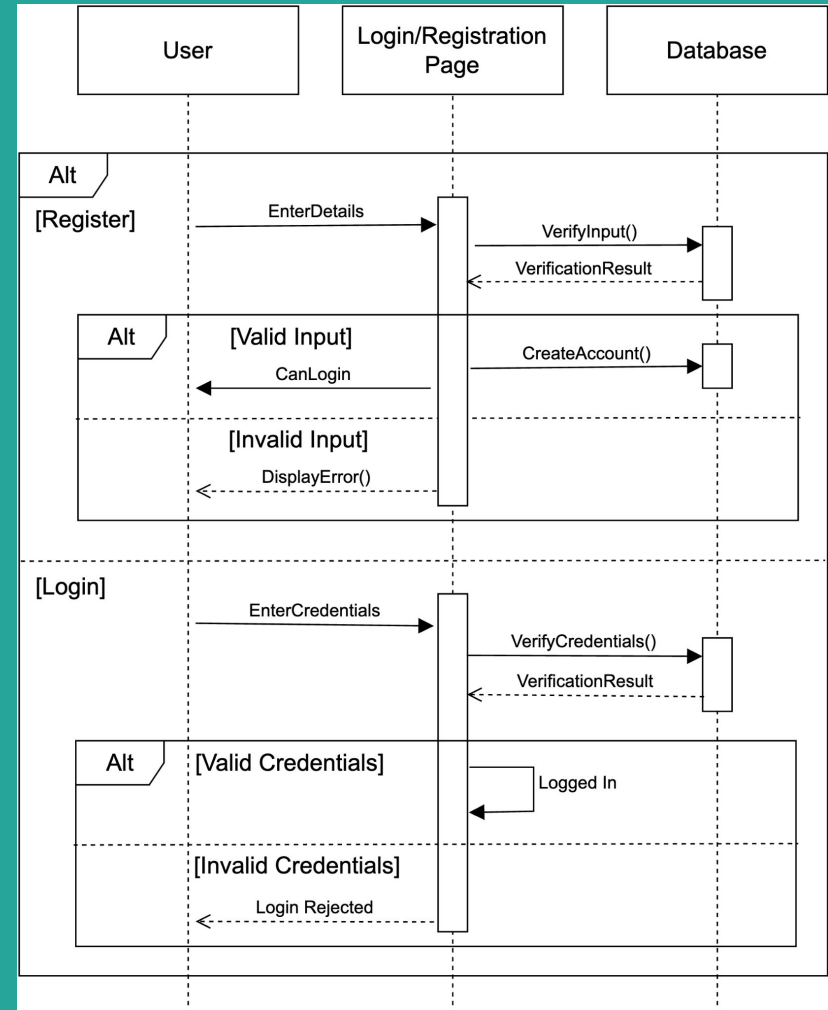 User
Login/Registration
Page
Database
Alt
[Register]
EnterDetails
VerifyInput()
VerificationResult
Alt
[Valid Input]
CreateAccount()
CanLogin
[Invalid Input]
DisplayError()
[Login]
EnterCredentials
VerifyCredentials()
VerificationResult
Alt
[Valid Credentials]
Logged In
[Invalid Credentials]
Login Rejected